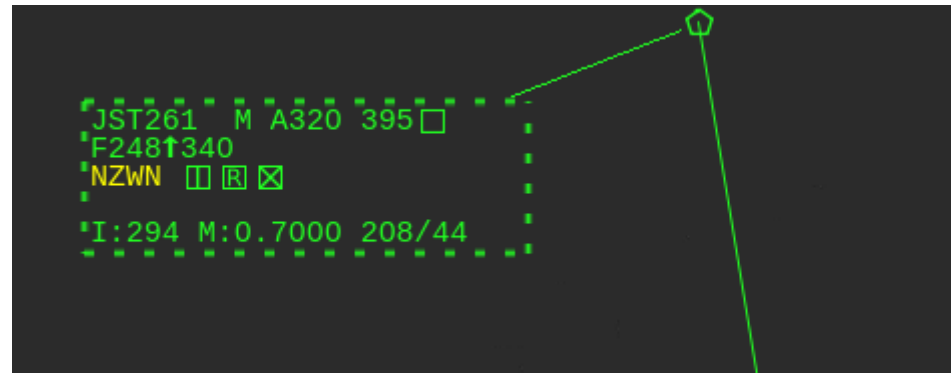 JST261 M A320 395□
F248↑340
NZWN ◫ 🅁 ☒
I:294 M:0.7000 208/44